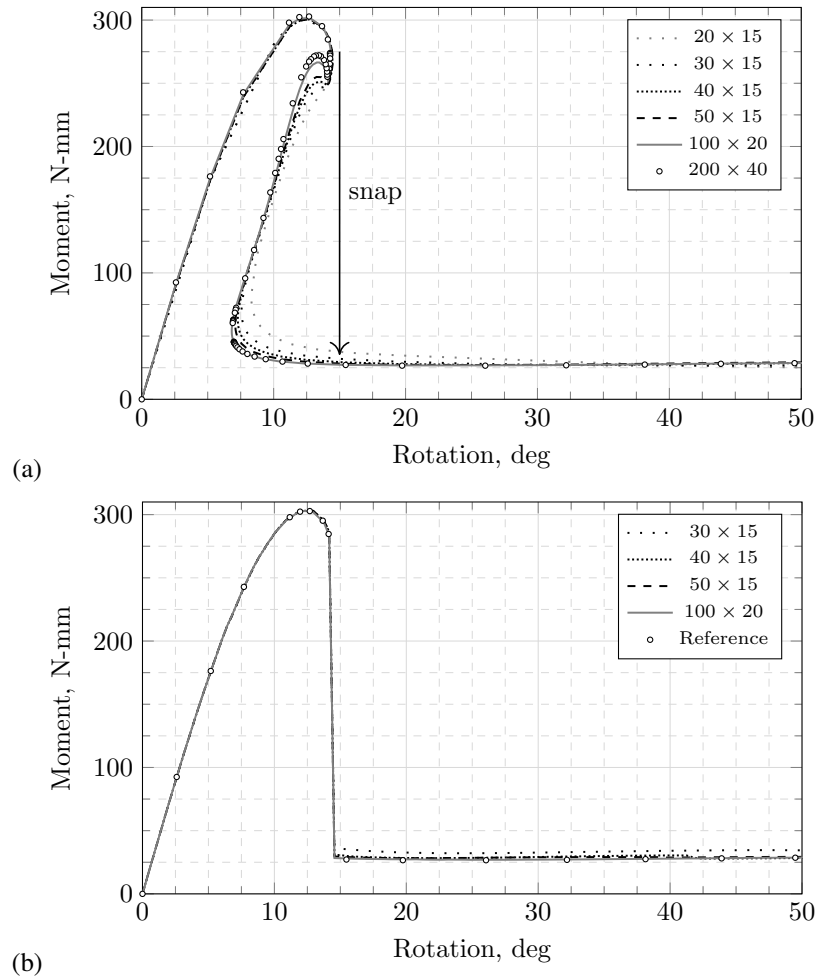 300
200
100
0
0
10
20
30
40
50
Moment, N-mm
Rotation, deg
snap
20 × 15
30 × 15
40 × 15
50 × 15
100 × 20
200 × 40
(a)
300
200
100
0
0
10
20
30
40
50
Moment, N-mm
Rotation, deg
30 × 15
40 × 15
50 × 15
100 × 20
Reference
(b)